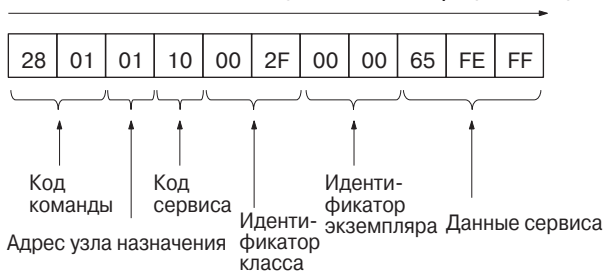 28 01 01 10 00 2F 00 00 65 FE FF
Код
команды
Адрес узла назначения
Код
сервиса
Иденти-
фикатор
класса
Иденти-
фикатор
экземпляра
Данные сервиса